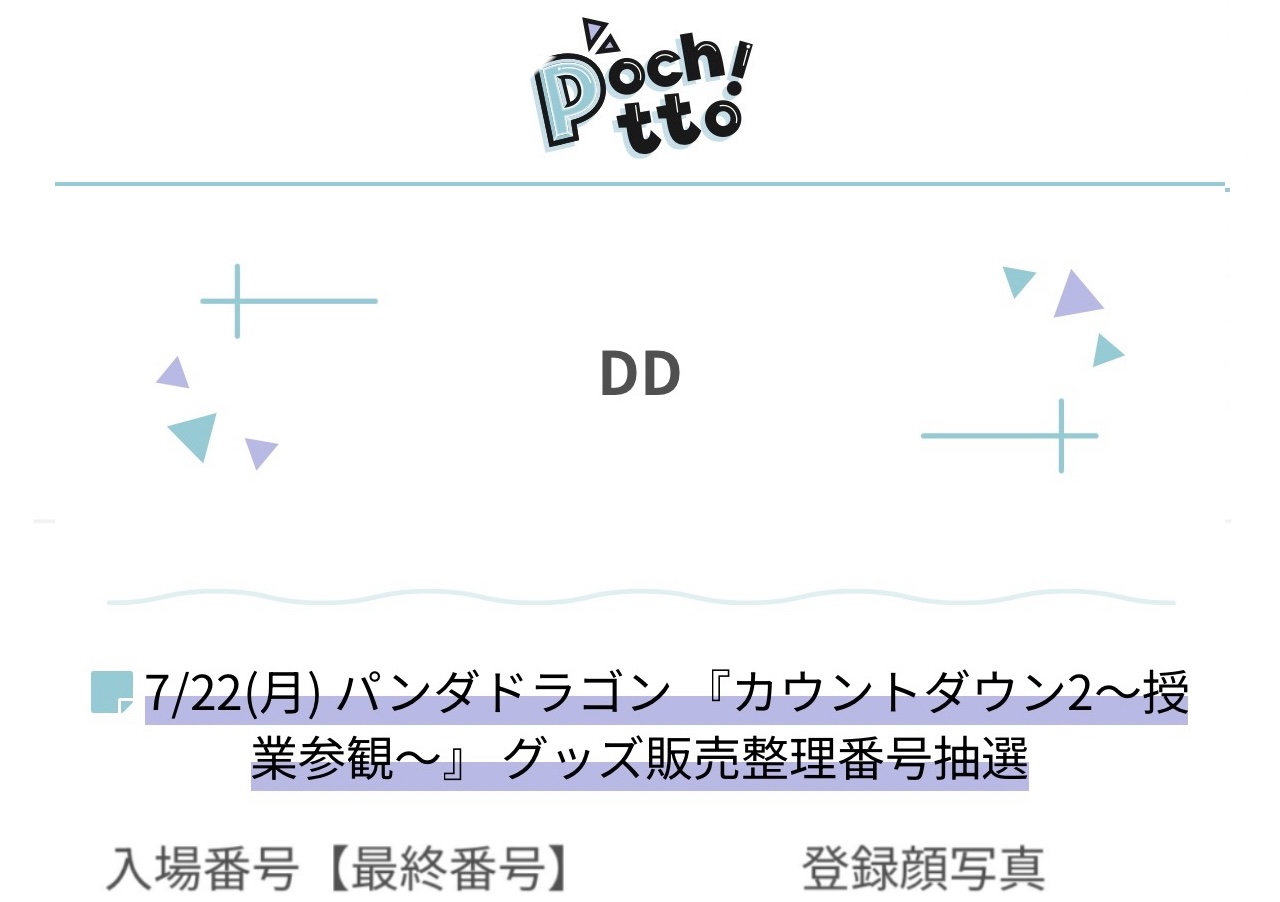 Poch!
tto
DD
7/22(月) パンダドラゴン 『カウントダウン2〜授
業参観〜』 グッズ販売整理番号抽選
入場番号【最終番号】 登録顔写真